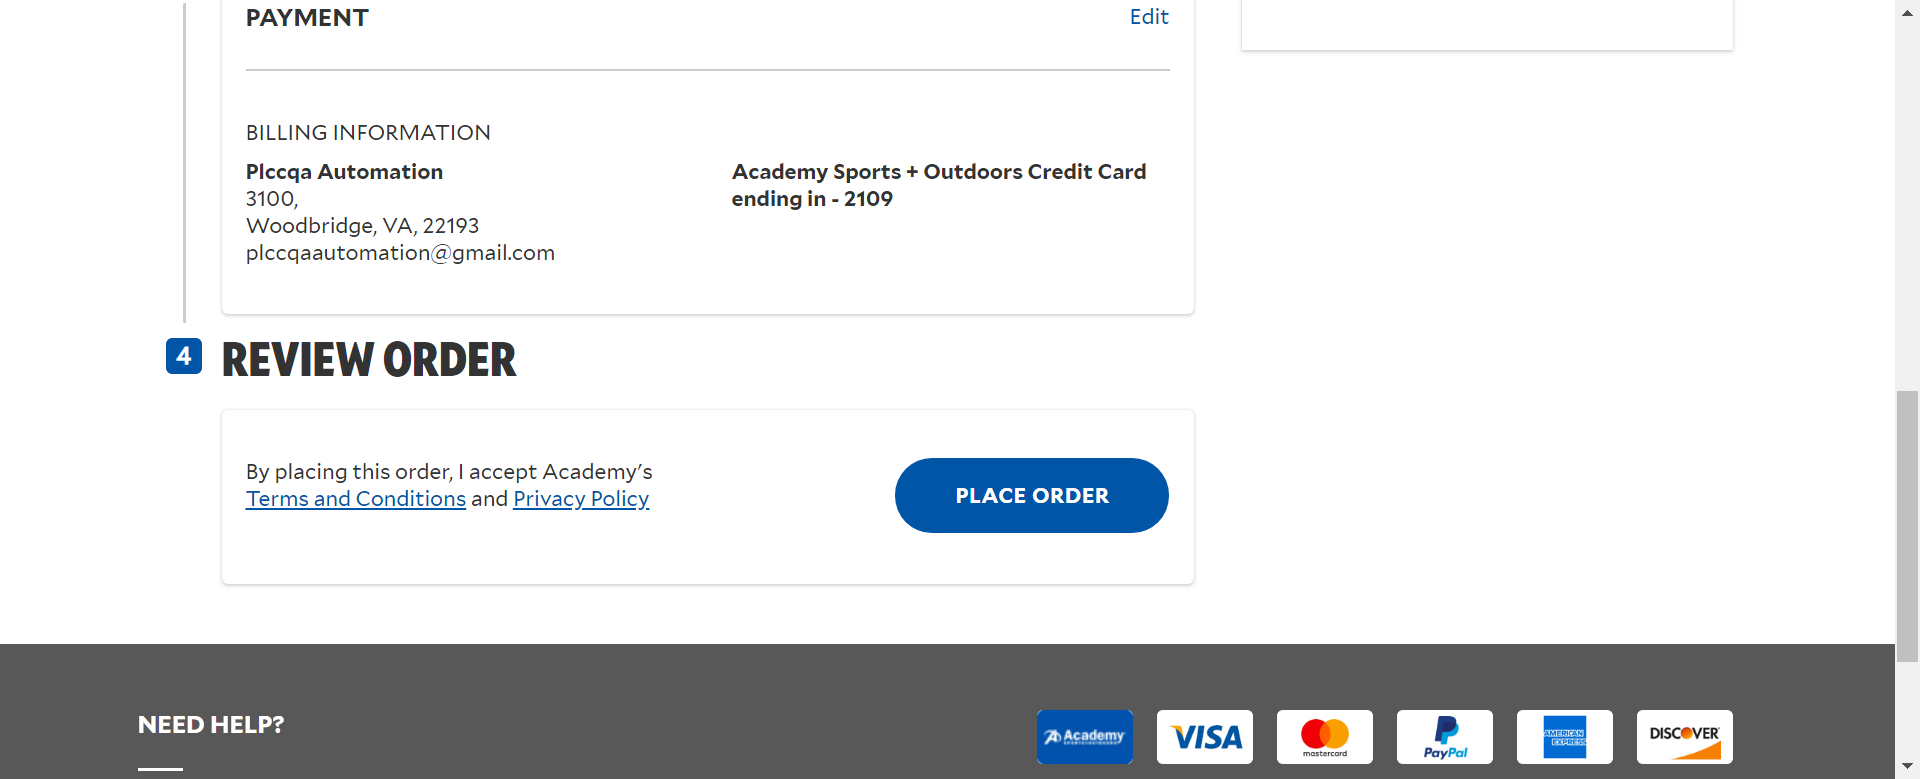 PAYMENT
Edit
BILLING INFORMATION
Plccqa Automation
3100,
Woodbridge, VA, 22193
plccqaautomation@gmail.com
Academy Sports + Outdoors Credit Card
ending in - 2109
4
REVIEW ORDER
By placing this order, I accept Academy's
Terms and Conditions and Privacy Policy
PLACE ORDER
NEED HELP?
Academy
SPORTS+OUTDOORS
VISA
mastercard
PayPal
AMERICAN
EXPRESS
DISCOVER